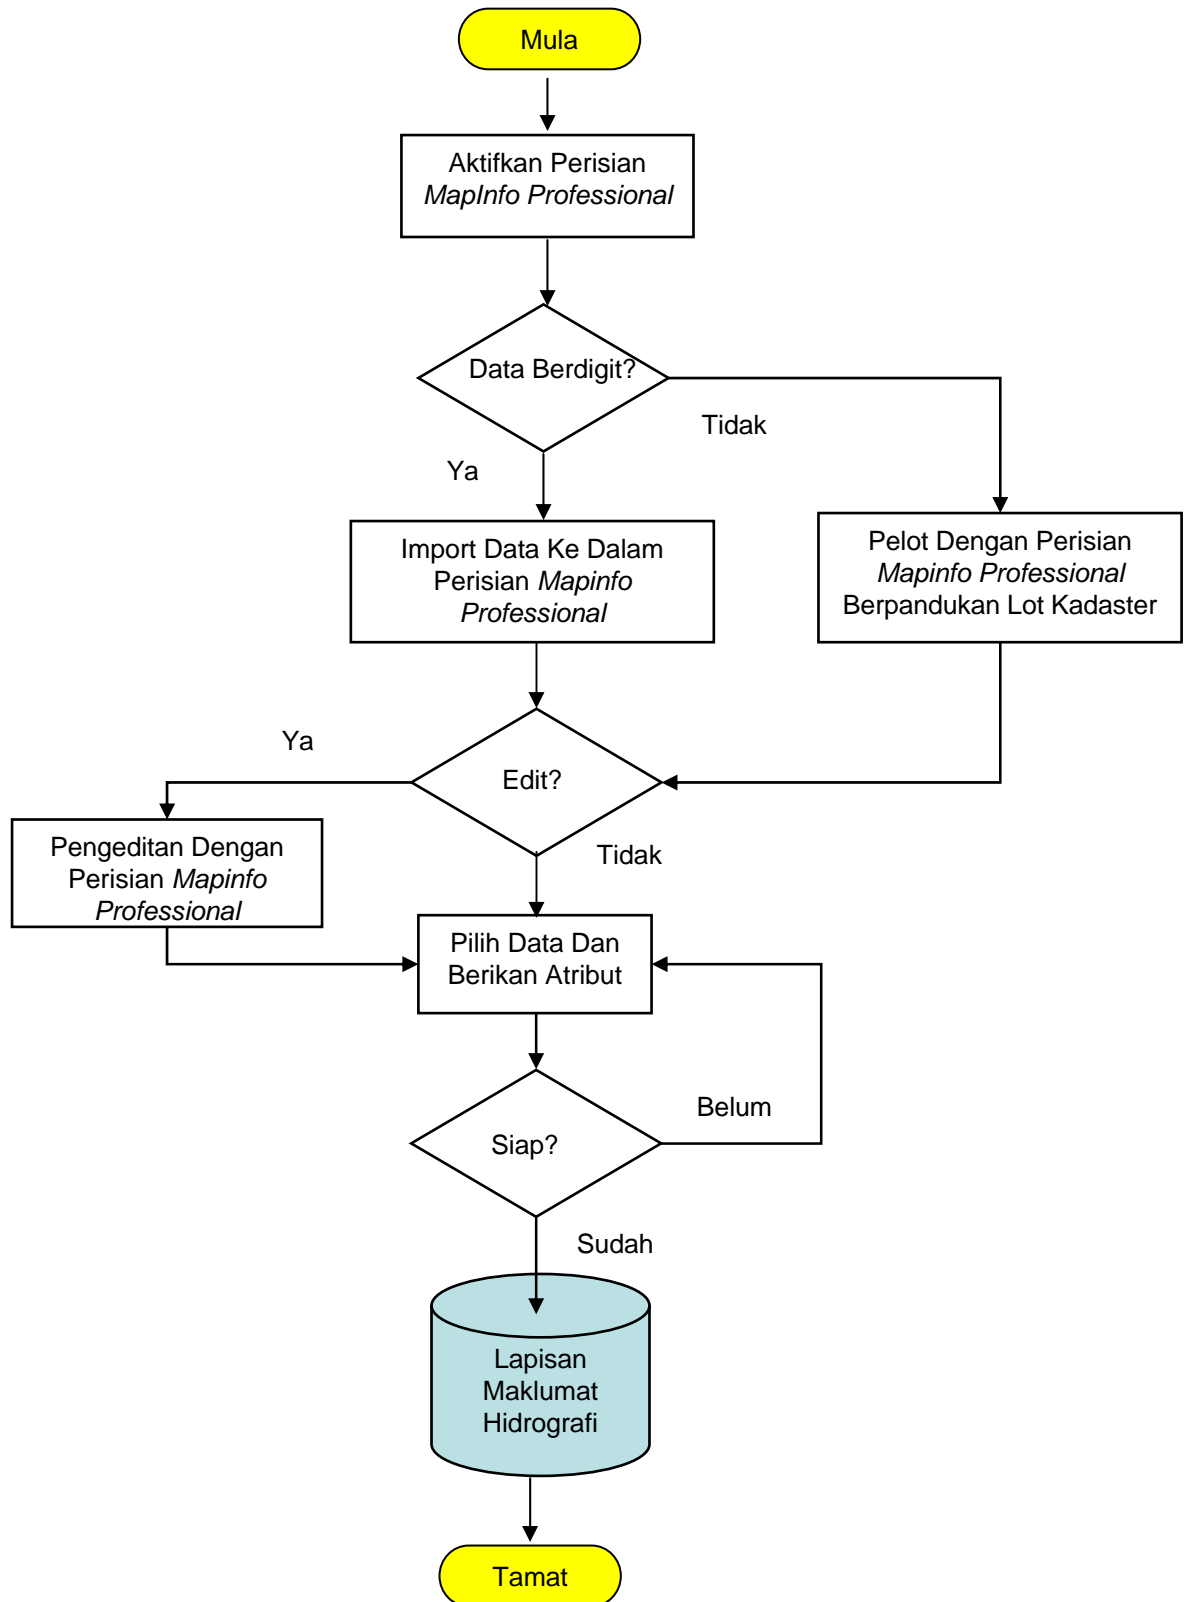 Mula
Aktifkan Perisian
MapInfo Professional
Data Berdigit?
Tidak
Ya
Import Data Ke Dalam
Perisian Mapinfo
Professional
Pelot Dengan Perisian
Mapinfo Professional
Berpandukan Lot Kadaster
Ya
Edit?
Tidak
Pengeditan Dengan
Perisian Mapinfo
Professional
Pilih Data Dan
Berikan Atribut
Belum
Siap?
Sudah
Lapisan
Maklumat
Hidrografi
Tamat